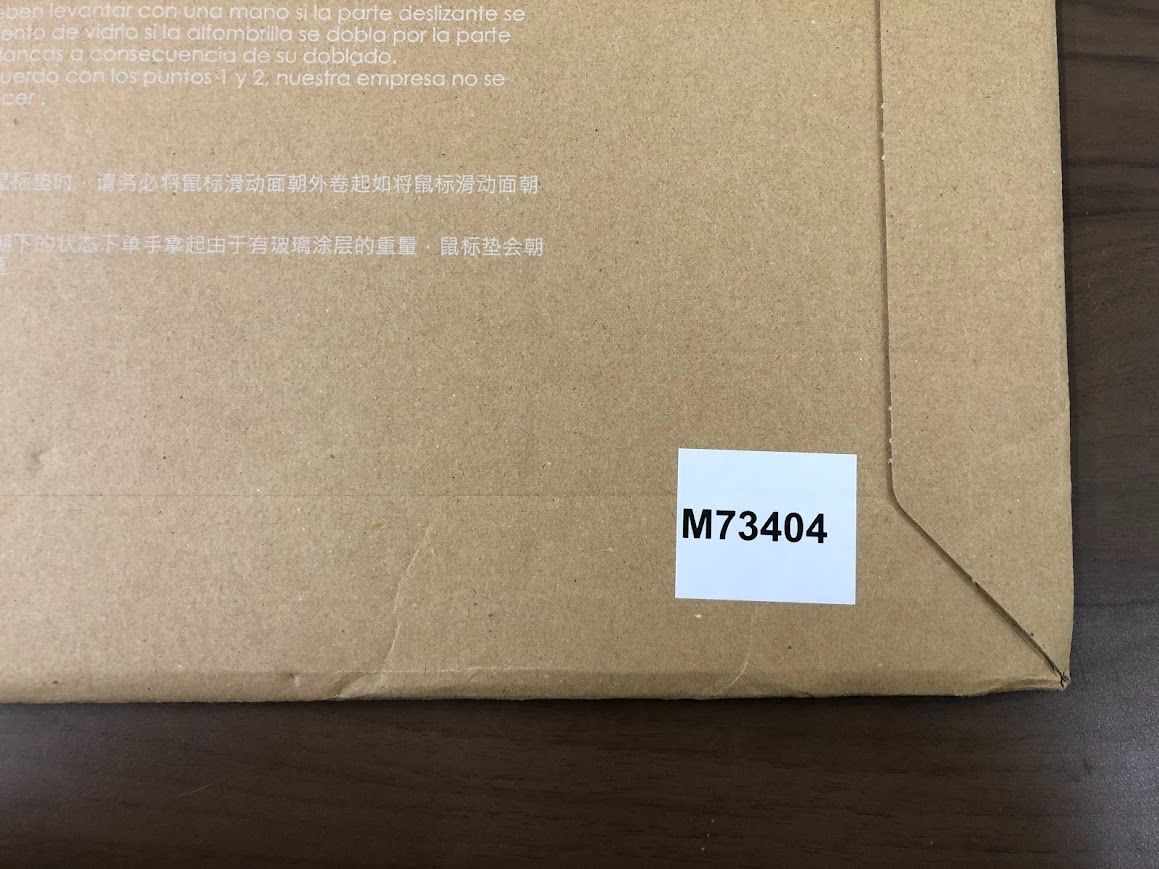 eben levantar con una mano si la parte deslizante se
ento de vidrio si la alfombrilla se dobla por la parte
lancas a consecuencia de su doblado.
uerdo con los puntos 1 y 2, nuestra empresa no se
cer .
鼠标垫时 · 请务必将鼠标滑动面朝外卷起如将鼠标滑动面朝
朝下的状态下单手拿起由于有玻璃涂层的重量 · 鼠标垫会朝
M73404